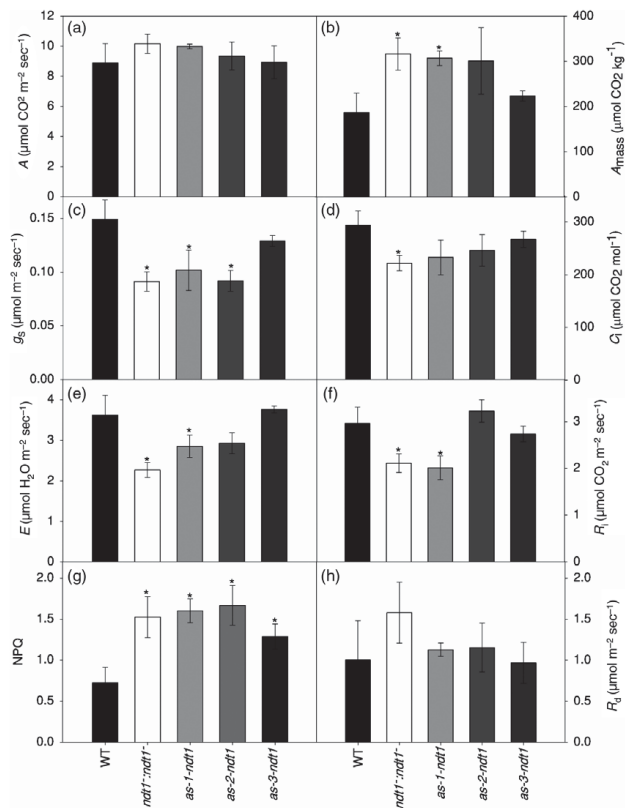 (a)
A (μmol CO² m⁻² sec⁻¹)
12
10
8
6
4
2
0
(b)
* *
400
300
200
100
0
A_mass (μmol CO₂ kg⁻¹)
(c)
g_s (μmol m⁻² sec⁻¹)
0.15
0.10
0.05
0.00
* * *
(d)
*
300
200
100
0
C_i (μmol CO2 mol⁻¹)
(e)
E (μmol H₂O m⁻² sec⁻¹)
4
3
2
1
0
* *
(f)
* *
3
2
1
0
R_l (μmol CO₂ m⁻² sec⁻¹)
(g)
NPQ
2.0
1.5
1.0
0.5
0.0
* * * *
(h)
2.0
1.5
1.0
0.5
0.0
R_d (μmol m⁻² sec⁻¹)
WT
ndt1⁻:ndt1⁻
as-1-ndt1
as-2-ndt1
as-3-ndt1
WT
ndt1⁻:ndt1⁻
as-1-ndt1
as-2-ndt1
as-3-ndt1